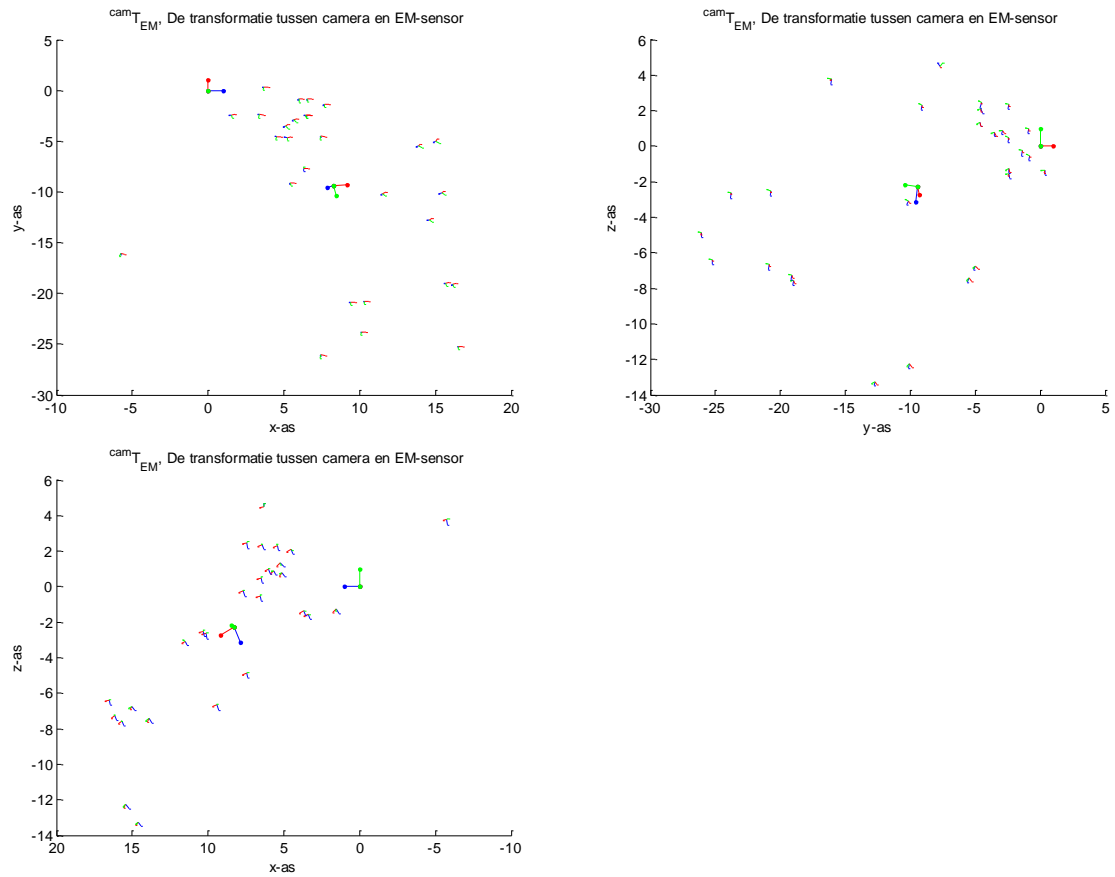 camT_EM, De transformatie tussen camera en EM-sensor
5
0
-5
-10
-15
-20
-25
-30
y-as
-10 -5 0 5 10 15 20
x-as
camT_EM, De transformatie tussen camera en EM-sensor
6
4
2
0
-2
-4
-6
-8
-10
-12
-14
z-as
-30 -25 -20 -15 -10 -5 0 5
y-as
camT_EM, De transformatie tussen camera en EM-sensor
6
4
2
0
-2
-4
-6
-8
-10
-12
-14
z-as
20 15 10 5 0 -5 -10
x-as